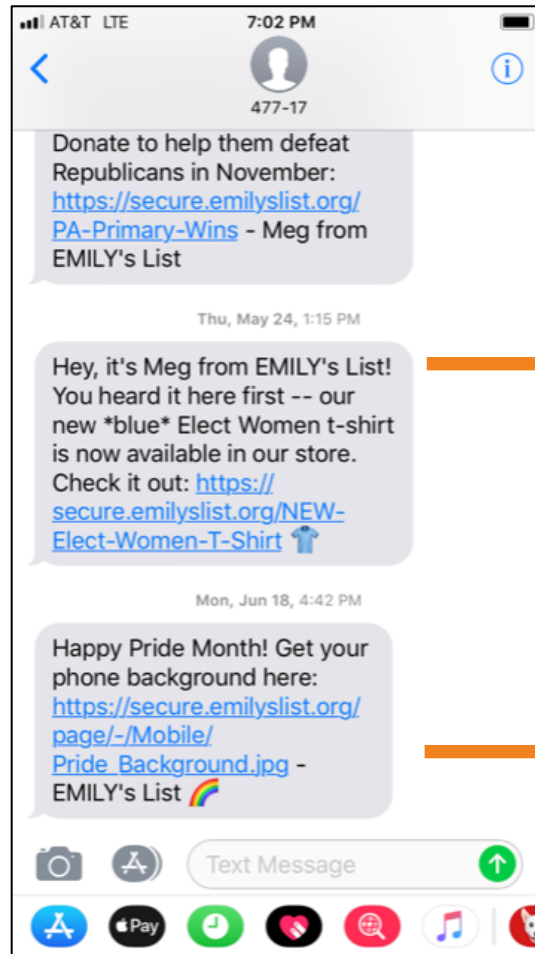 AT&T LTE 7:02 PM
477-17
Donate to help them defeat
Republicans in November:
https://secure.emilyslist.org/
PA-Primary-Wins - Meg from
EMILY's List
Thu, May 24, 1:15 PM
Hey, it's Meg from EMILY's List!
You heard it here first -- our
new *blue* Elect Women t-shirt
is now available in our store.
Check it out: https://
secure.emilyslist.org/NEW-
Elect-Women-T-Shirt 👕
Mon, Jun 18, 4:42 PM
Happy Pride Month! Get your
phone background here:
https://secure.emilyslist.org/
page/-/Mobile/
Pride_Background.jpg -
EMILY's List 🌈
Text Message
Pay